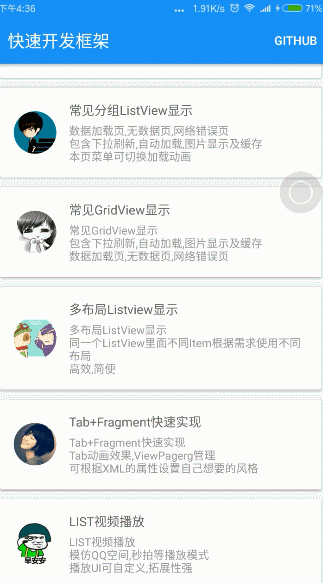 下午4:36
1.91K/s
71%
快速开发框架
GITHUB
常见分组ListView显示
数据加载页,无数据页,网络错误页
包含下拉刷新,自动加载,图片显示及缓存
本页菜单可切换加载动画
常见GridView显示
常见GridView显示
包含下拉刷新,自动加载,图片显示及缓存
数据加载页,无数据页,网络错误页
多布局Listview显示
多布局ListView显示
同一个ListView里面不同Item根据需求使用不同
布局
高效,简便
Tab+Fragment快速实现
Tab+Fragment快速实现
Tab动画效果,ViewPagerg管理
可根据XML的属性设置自己想要的风格
LIST视频播放
LIST视频播放
模仿QQ空间,秒拍等播放模式
播放UI可自定义,拓展性强
早安安